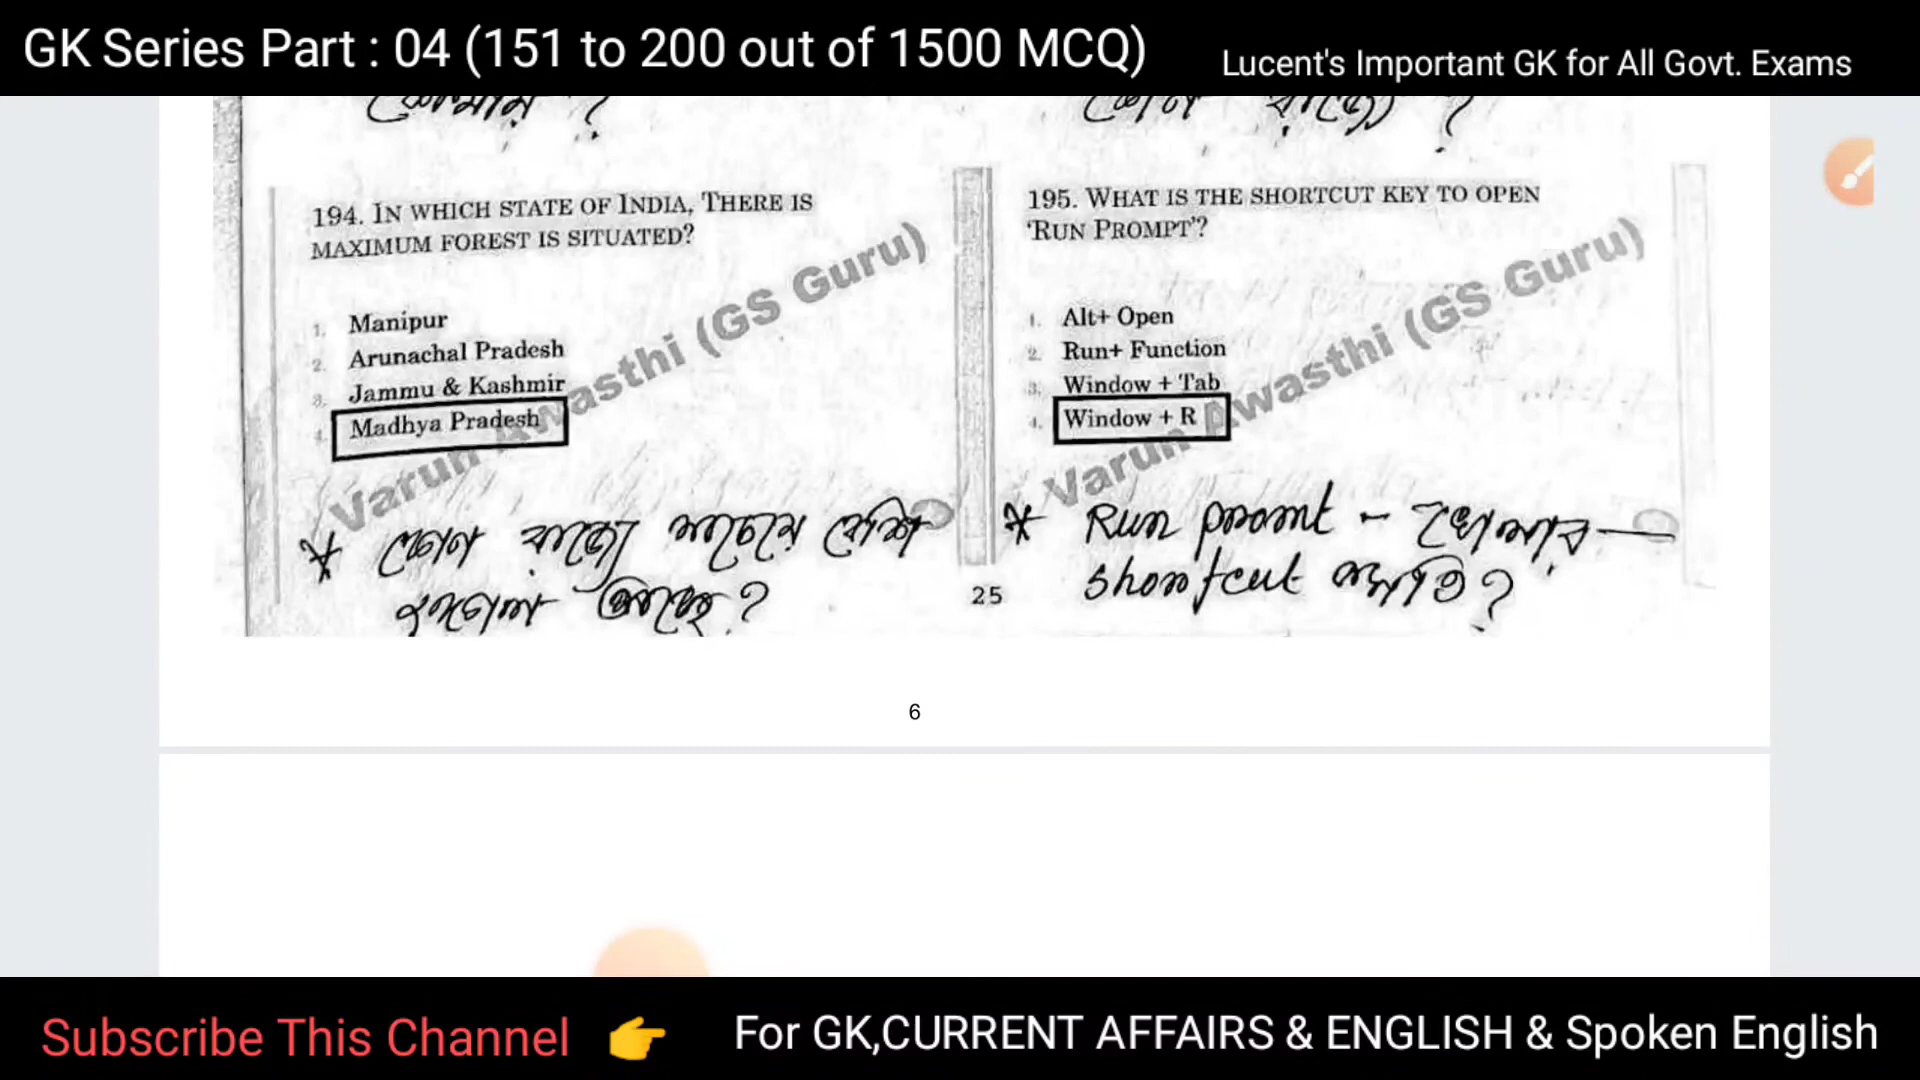 GK Series Part : 04 (151 to 200 out of 1500 MCQ)
Lucent's Important GK for All Govt. Exams
194. IN WHICH STATE OF INDIA, THERE IS
MAXIMUM FOREST IS SITUATED?
1. Manipur
2. Arunachal Pradesh
3. Jammu & Kashmir
4. Madhya Pradesh
Varun Awasthi (GS Guru)
কোন রাজ্যে সবচেয়ে বেশি
?
195. WHAT IS THE SHORTCUT KEY TO OPEN
'RUN PROMPT'?
1. Alt+ Open
2. Run+ Function
3. Window + Tab
4. Window + R
Varun Awasthi (GS Guru)
Run promt -
Shortcut ?
25
6
Subscribe This Channel 👉 For GK,CURRENT AFFAIRS & ENGLISH & Spoken English